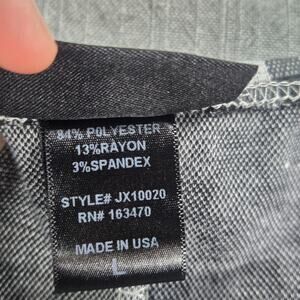 84% POLYESTER
13%RAYON
3%SPANDEX
STYLE# JX10020
RN# 163470
MADE IN USA
L